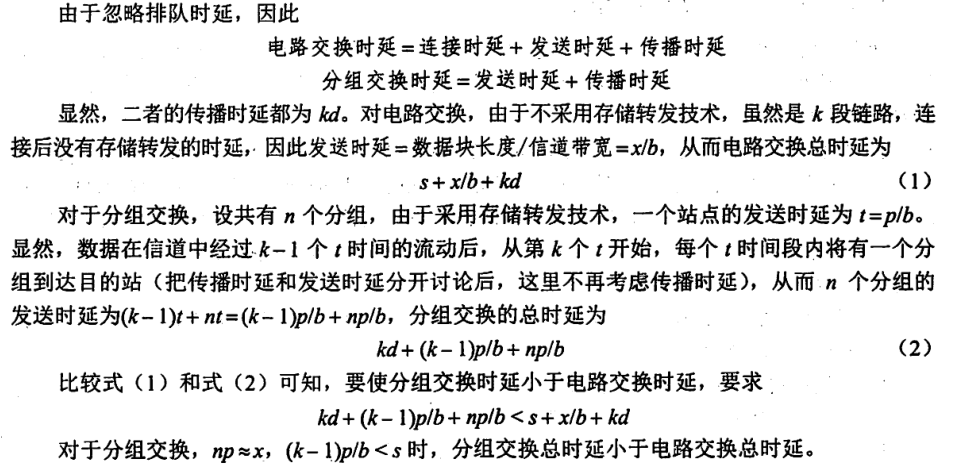 由于忽略排队时延，因此
电路交换时延=连接时延+发送时延+传播时延
分组交换时延=发送时延+传播时延
显然，二者的传播时延都为 kd。对电路交换，由于不采用存储转发技术，虽然是 k 段链路，连
接后没有存储转发的时延，因此发送时延=数据块长度/信道带宽=x/b，从而电路交换总时延为
s+x/b+kd （1）
对于分组交换，设共有 n 个分组，由于采用存储转发技术，一个站点的发送时延为 t=p/b。
显然，数据在信道中经过 k-1 个 t 时间的流动后，从第 k 个 t 开始，每个 t 时间段内将有一个分
组到达目的站（把传播时延和发送时延分开讨论后，这里不再考虑传播时延），从而 n 个分组的
发送时延为(k-1)t+nt=(k-1)p/b+np/b，分组交换的总时延为
kd+(k-1)p/b+np/b （2）
比较式（1）和式（2）可知，要使分组交换时延小于电路交换时延，要求
kd+(k-1)p/b+np/b<s+x/b+kd
对于分组交换，np≈x，(k-1)p/b<s 时，分组交换总时延小于电路交换总时延。